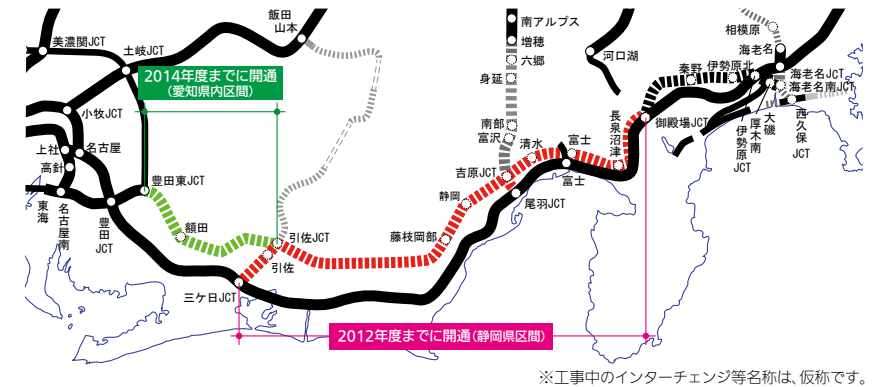 飯田
山本
南アルプス
増穂
六郷
身延
南部
富沢
河口湖
相模原
海老名
海老名JCT
海老名南JCT
秦野
伊勢原北
美濃関JCT
土岐JCT
2014年度までに開通
(愛知県内区間)
小牧JCT
上社
名古屋
高針
東海
名古屋南
豊田JCT
豊田東JCT
額田
引佐JCT
引佐
三ケ日JCT
藤枝岡部
静岡
吉原JCT
清水
富士
富士
尾羽JCT
長泉沼津
御殿場JCT
伊勢原JCT
厚木南
大磯
西久保JCT
2012年度までに開通(静岡県区間)
※工事中のインターチェンジ等名称は、仮称です。